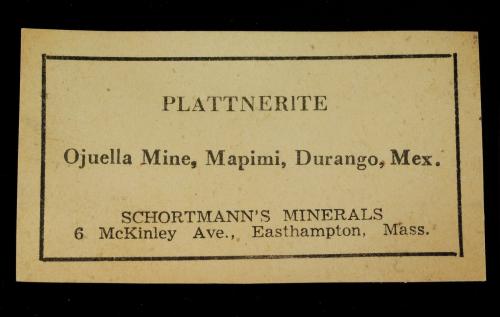 PLATTNERITE
Ojuella Mine, Mapimi, Durango, Mex.
SCHORTMANN'S MINERALS
6 McKinley Ave., Easthampton, Mass.